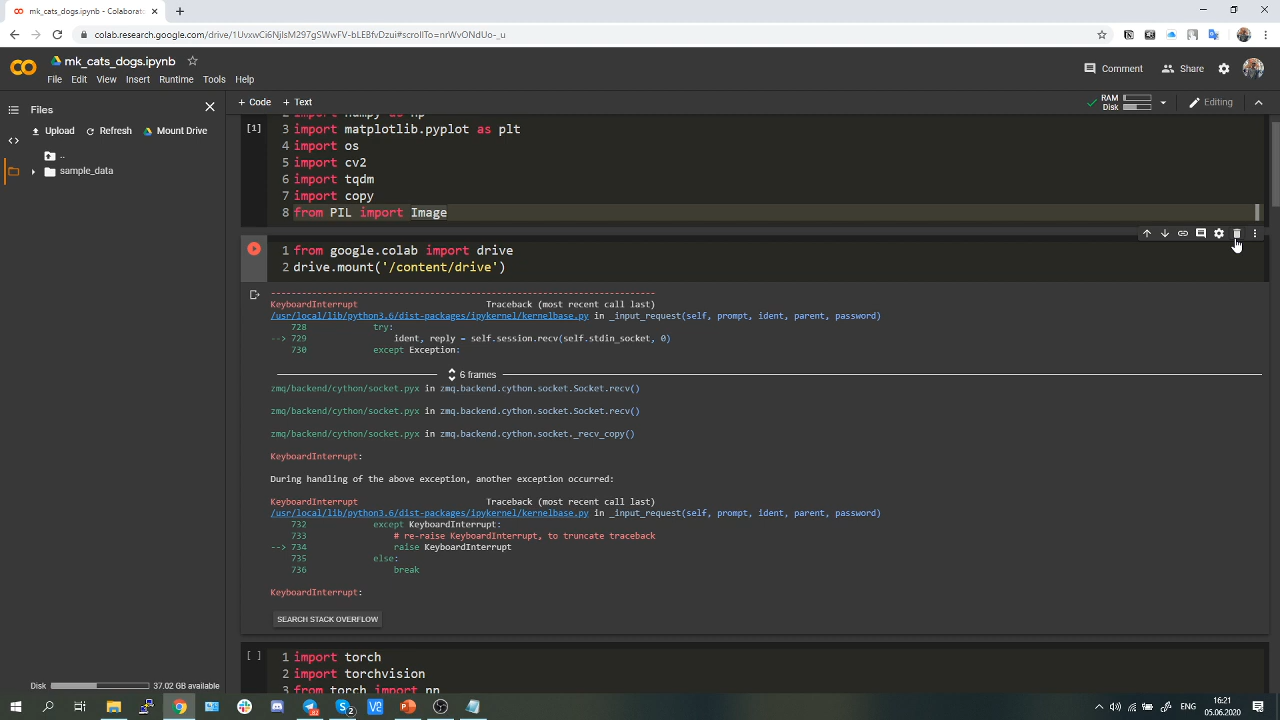 mk_cats_dogs.ipynb - Colaborato
colab.research.google.com/drive/1UvxwCi6NjIsM297gSWwFV-bLEBfvDzui#scrollTo=nrWvONdUo-_u
mk_cats_dogs.ipynb
File Edit View Insert Runtime Tools Help
Comment Share
Files
+ Code + Text
RAM
Disk
Editing
Upload Refresh Mount Drive
..
sample_data
[1]
2 import numpy as np
3 import matplotlib.pyplot as plt
4 import os
5 import cv2
6 import tqdm
7 import copy
8 from PIL import Image
1 from google.colab import drive
2 drive.mount('/content/drive')
---------------------------------------------------------------------------
KeyboardInterrupt Traceback (most recent call last)
/usr/local/lib/python3.6/dist-packages/ipykernel/kernelbase.py in _input_request(self, prompt, ident, parent, password)
728 try:
--> 729 ident, reply = self.session.recv(self.stdin_socket, 0)
730 except Exception:
6 frames
zmq/backend/cython/socket.pyx in zmq.backend.cython.socket.Socket.recv()
zmq/backend/cython/socket.pyx in zmq.backend.cython.socket.Socket.recv()
zmq/backend/cython/socket.pyx in zmq.backend.cython.socket._recv_copy()
KeyboardInterrupt:
During handling of the above exception, another exception occurred:
KeyboardInterrupt Traceback (most recent call last)
/usr/local/lib/python3.6/dist-packages/ipykernel/kernelbase.py in _input_request(self, prompt, ident, parent, password)
732 except KeyboardInterrupt:
733 # re-raise KeyboardInterrupt, to truncate traceback
--> 734 raise KeyboardInterrupt
735 else:
736 break
KeyboardInterrupt:
SEARCH STACK OVERFLOW
[ ]
1 import torch
2 import torchvision
3 from torch import nn
Disk 37.02 GB available
16:21
05.06.2020